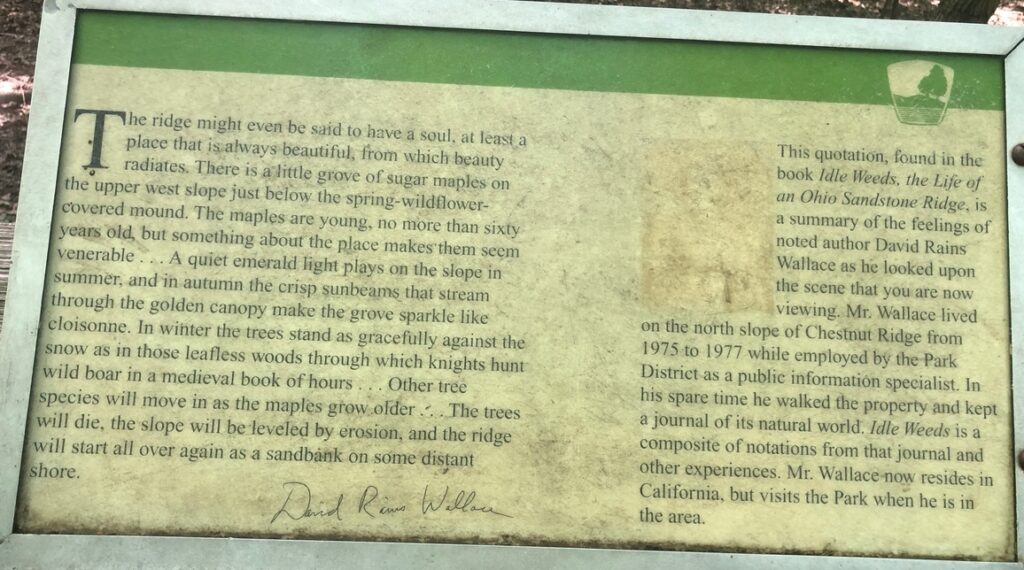 The ridge might even be said to have a soul, at least a
place that is always beautiful, from which beauty
radiates. There is a little grove of sugar maples on
the upper west slope just below the spring-wildflower-
covered mound. The maples are young, no more than sixty
years old, but something about the place makes them seem
venerable . . . A quiet emerald light plays on the slope in
summer, and in autumn the crisp sunbeams that stream
through the golden canopy make the grove sparkle like
cloisonne. In winter the trees stand as gracefully against the
snow as in those leafless woods through which knights hunt
wild boar in a medieval book of hours . . . Other tree
species will move in as the maples grow older . . . The trees
will die, the slope will be leveled by erosion, and the ridge
will start all over again as a sandbank on some distant
shore.
David Rains Wallace
This quotation, found in the
book Idle Weeds, the Life of
an Ohio Sandstone Ridge, is
a summary of the feelings of
noted author David Rains
Wallace as he looked upon
the scene that you are now
viewing. Mr. Wallace lived
on the north slope of Chestnut Ridge from
1975 to 1977 while employed by the Park
District as a public information specialist. In
his spare time he walked the property and kept
a journal of its natural world. Idle Weeds is a
composite of notations from that journal and
other experiences. Mr. Wallace now resides in
California, but visits the Park when he is in
the area.